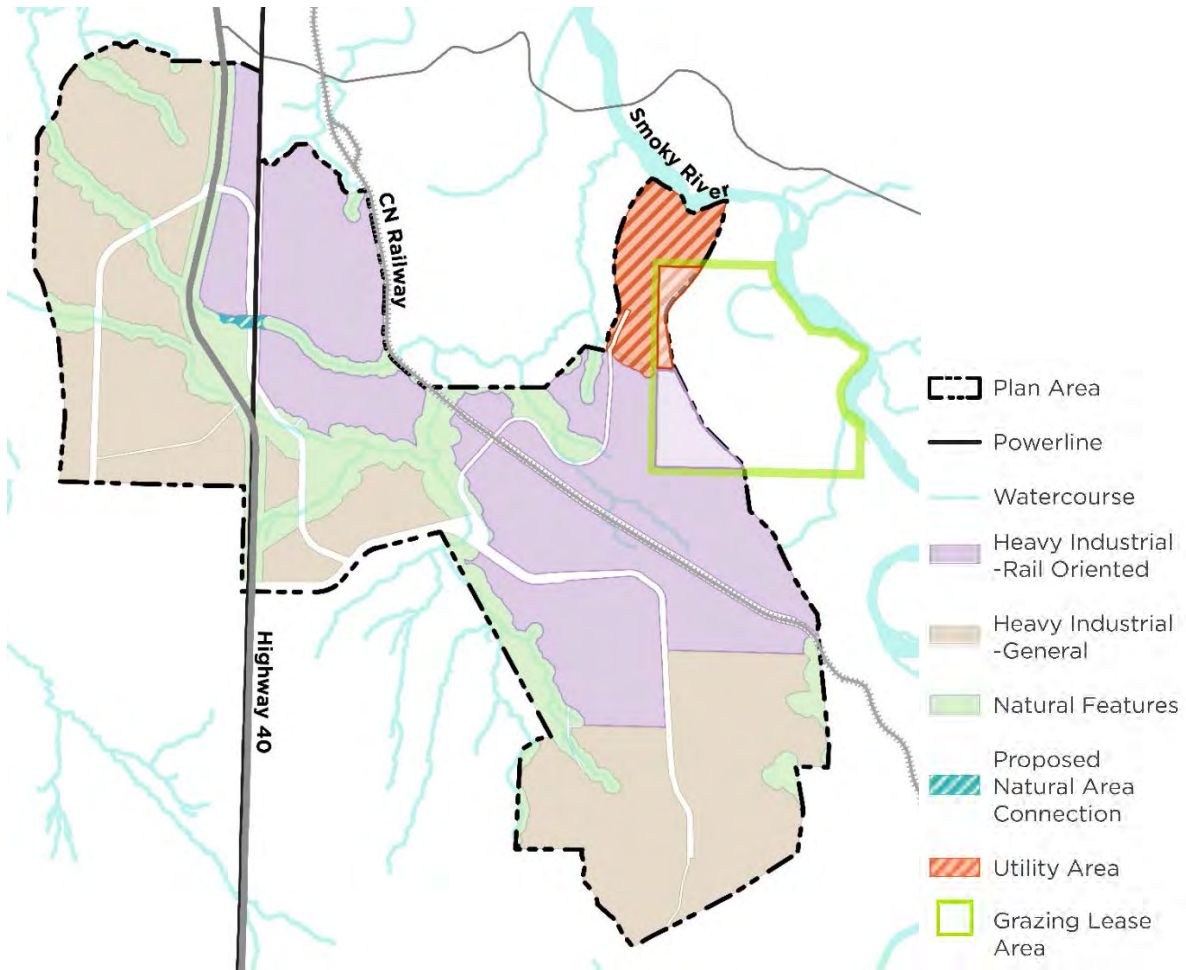 Smoky River
CN Railway
Highway 40
Plan Area
Powerline
Watercourse
Heavy Industrial
-Rail Oriented
Heavy Industrial
-General
Natural Features
Proposed
Natural Area
Connection
Utility Area
Grazing Lease
Area